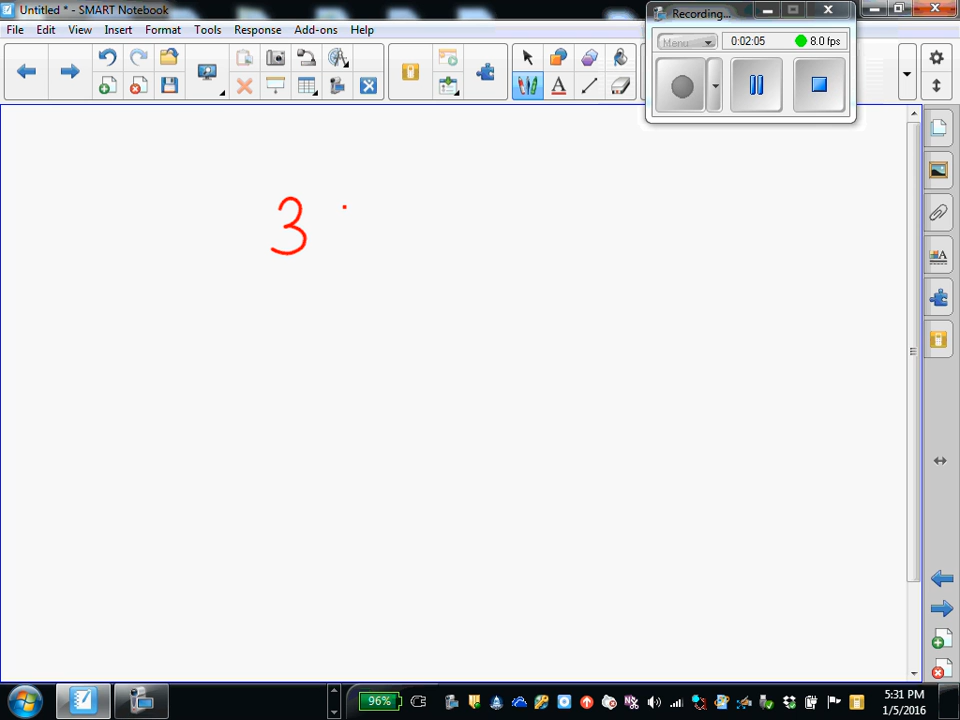 Untitled * - SMART Notebook
Recording...
File Edit View Insert Format Tools Response Add-ons Help
Menu 0:02:05 8.0 fps
3
96%
5:31 PM
1/5/2016